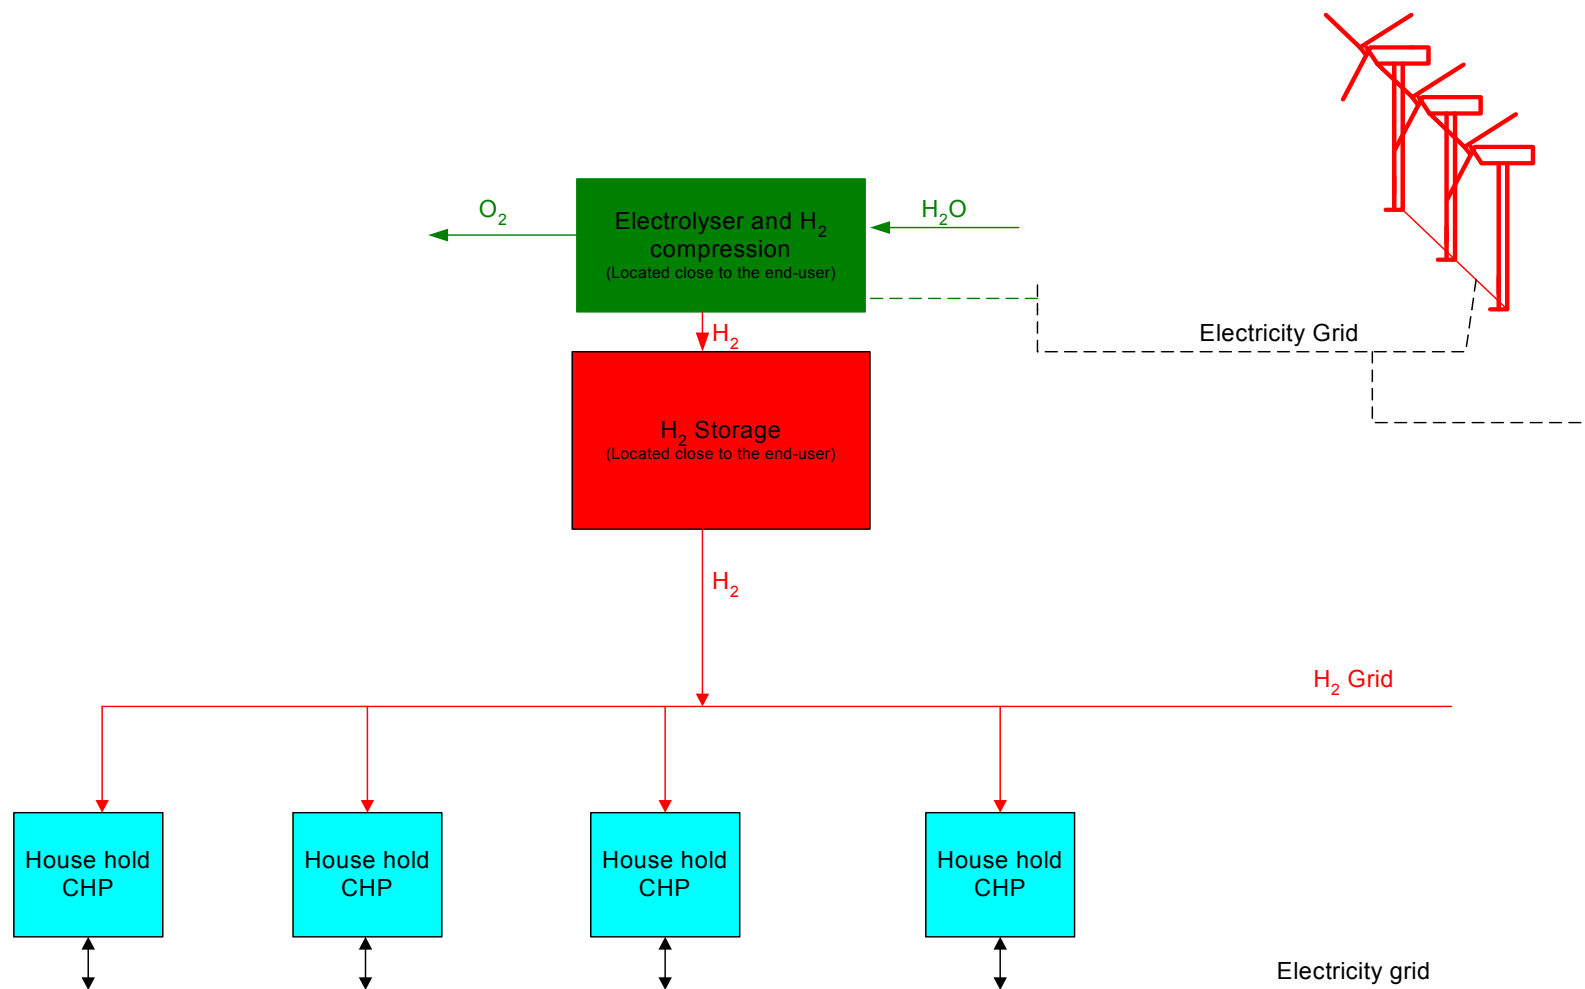 O₂
Electrolyser and H₂
compression
(Located close to the end-user)
H₂O
H₂
Electricity Grid
H₂ Storage
(Located close to the end-user)
H₂
H₂ Grid
House hold
CHP
House hold
CHP
House hold
CHP
House hold
CHP
Electricity grid